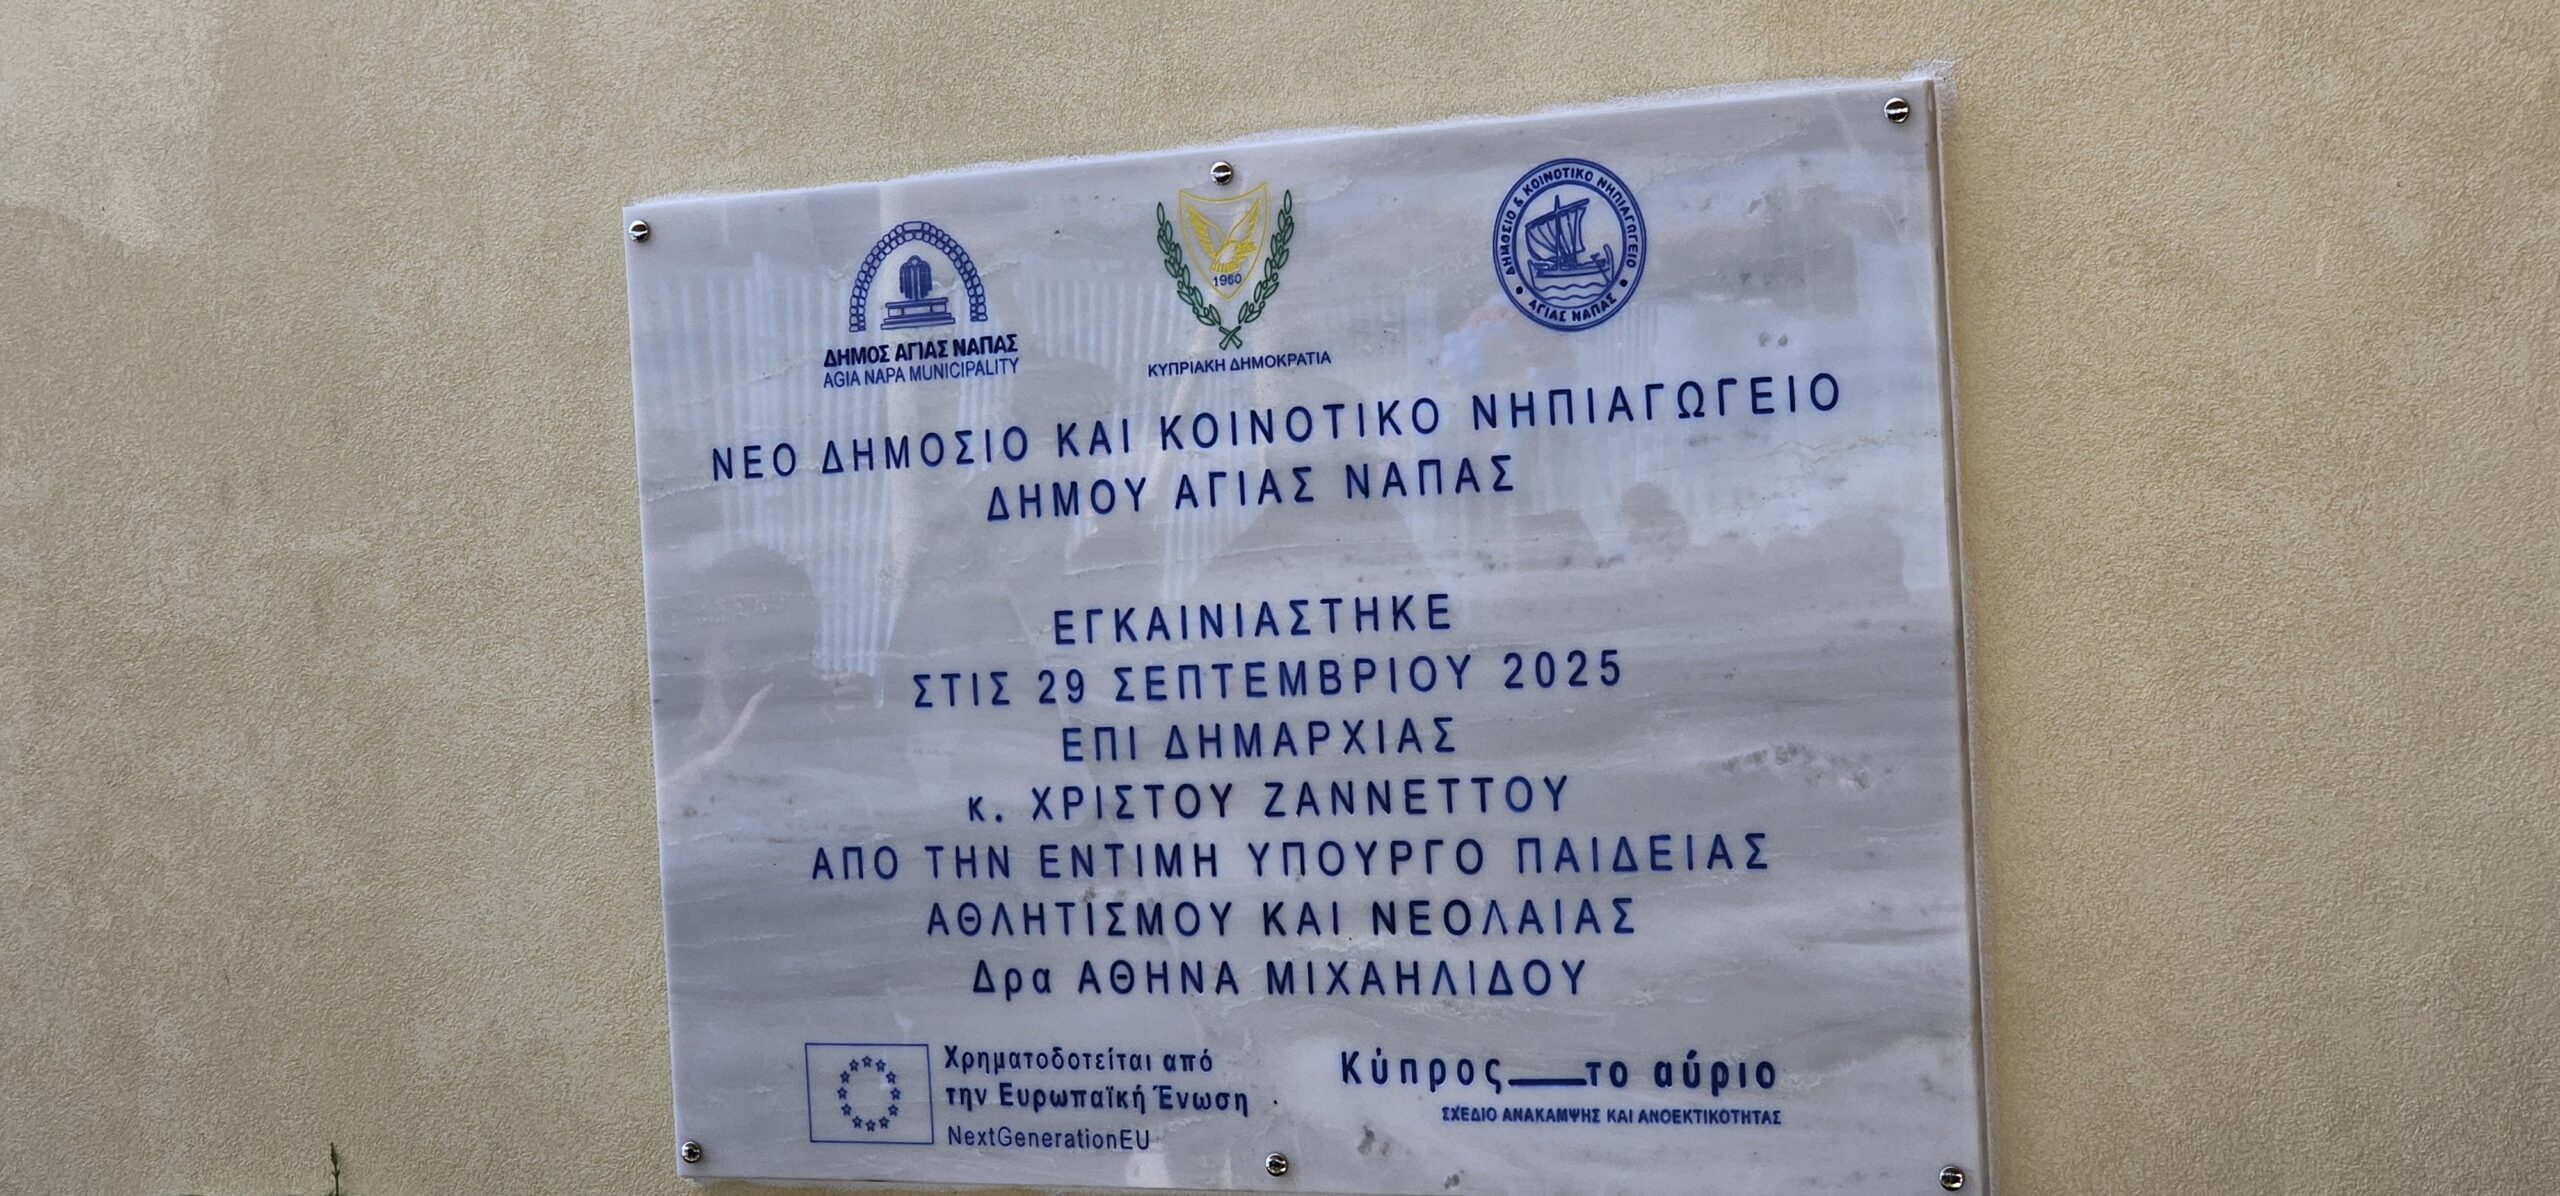 ΔΗΜΟΣ ΑΓΙΑΣ ΝΑΠΑΣ
AGIA NAPA MUNICIPALITY
1960
ΚΥΠΡΙΑΚΗ ΔΗΜΟΚΡΑΤΙΑ
ΔΗΜΟΣΙΟ & ΚΟΙΝΟΤΙΚΟ ΝΗΠΙΑΓΩΓΕΙΟ
• ΑΓΙΑΣ ΝΑΠΑΣ •
ΝΕΟ ΔΗΜΟΣΙΟ ΚΑΙ ΚΟΙΝΟΤΙΚΟ ΝΗΠΙΑΓΩΓΕΙΟ
ΔΗΜΟΥ ΑΓΙΑΣ ΝΑΠΑΣ
ΕΓΚΑΙΝΙΑΣΤΗΚΕ
ΣΤΙΣ 29 ΣΕΠΤΕΜΒΡΙΟΥ 2025
ΕΠΙ ΔΗΜΑΡΧΙΑΣ
κ. ΧΡΙΣΤΟΥ ΖΑΝΝΕΤΤΟΥ
ΑΠΟ ΤΗΝ ΕΝΤΙΜΗ ΥΠΟΥΡΓΟ ΠΑΙΔΕΙΑΣ
ΑΘΛΗΤΙΣΜΟΥ ΚΑΙ ΝΕΟΛΑΙΑΣ
Δρα ΑΘΗΝΑ ΜΙΧΑΗΛΙΔΟΥ
Χρηματοδοτείται από
την Ευρωπαϊκή Ένωση
NextGenerationEU
Κύπρος__το αύριο
ΣΧΕΔΙΟ ΑΝΑΚΑΜΨΗΣ ΚΑΙ ΑΝΘΕΚΤΙΚΟΤΗΤΑΣ